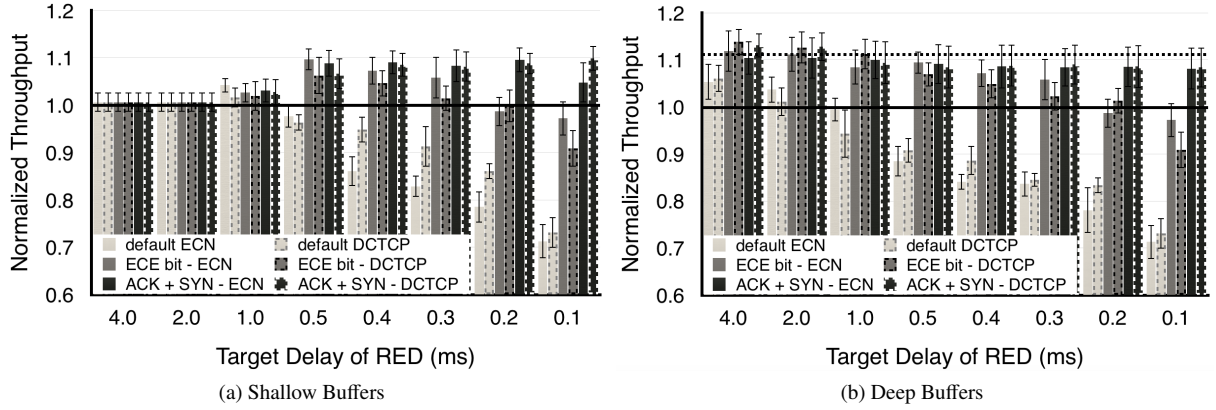 1.2
1.1
1.0
0.9
0.8
0.7
0.6
Normalized Throughput
default ECN
default DCTCP
ECE bit - ECN
ECE bit - DCTCP
ACK + SYN - ECN
ACK + SYN - DCTCP
4.0 2.0 1.0 0.5 0.4 0.3 0.2 0.1
Target Delay of RED (ms)
(a) Shallow Buffers
1.2
1.1
1.0
0.9
0.8
0.7
0.6
Normalized Throughput
default ECN
default DCTCP
ECE bit - ECN
ECE bit - DCTCP
ACK + SYN - ECN
ACK + SYN - DCTCP
4.0 2.0 1.0 0.5 0.4 0.3 0.2 0.1
Target Delay of RED (ms)
(b) Deep Buffers